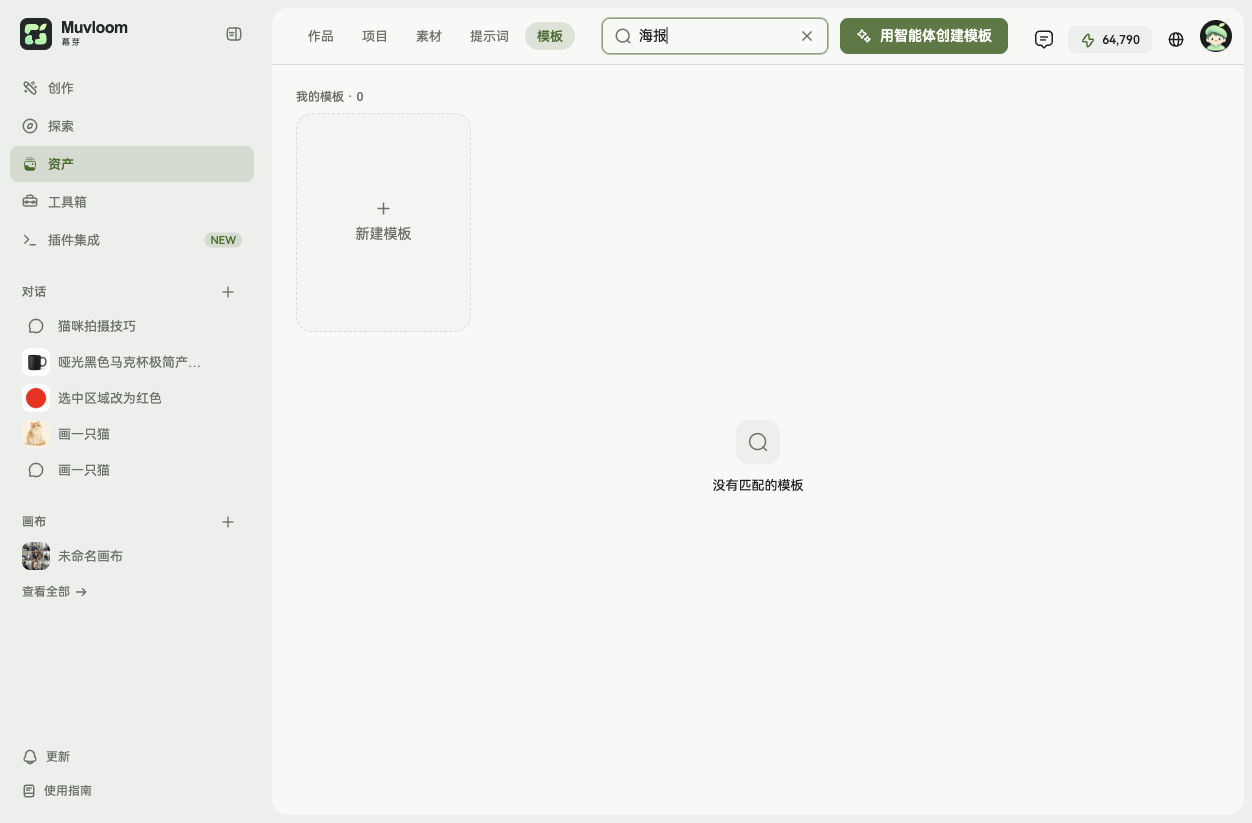 Muvloom
幕芽
创作
探索
资产
工具箱
插件集成
NEW
对话
猫咪拍摄技巧
哑光黑色马克杯极简产...
选中区域改为红色
画一只猫
画一只猫
画布
未命名画布
查看全部
更新
使用指南
作品
项目
素材
提示词
模板
海报
用智能体创建模板
64,790
我的模板 · 0
新建模板
没有匹配的模板